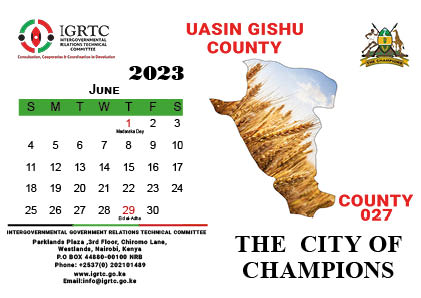 IGRTC
INTERGOVERNMENTAL
RELATIONS TECHNICAL
COMMITTEE
Consultation, Cooperation & Coordination in Devolution
2023
JUNE
S M T W T F S
1 2 3
Madaraka Day
4 5 6 7 8 9 10
11 12 13 14 15 16 17
18 19 20 21 22 23 24
25 26 27 28 29 30
Eid al-Adha
INTERGOVERNMENTAL GOVERNMENT RELATIONS TECHNICAL COMMITTEE
Parklands Plaza ,3rd Floor, Chiromo Lane,
Westlands, Nairobi, Kenya
P.O BOX 44880-00100 NRB
Phone: +2537(0) 202101489
www.igrtc.go.ke
Email:info@igrtc.go.ke
UASIN GISHU
COUNTY
THE CHAMPIONS
COUNTY
027
THE CITY OF
CHAMPIONS